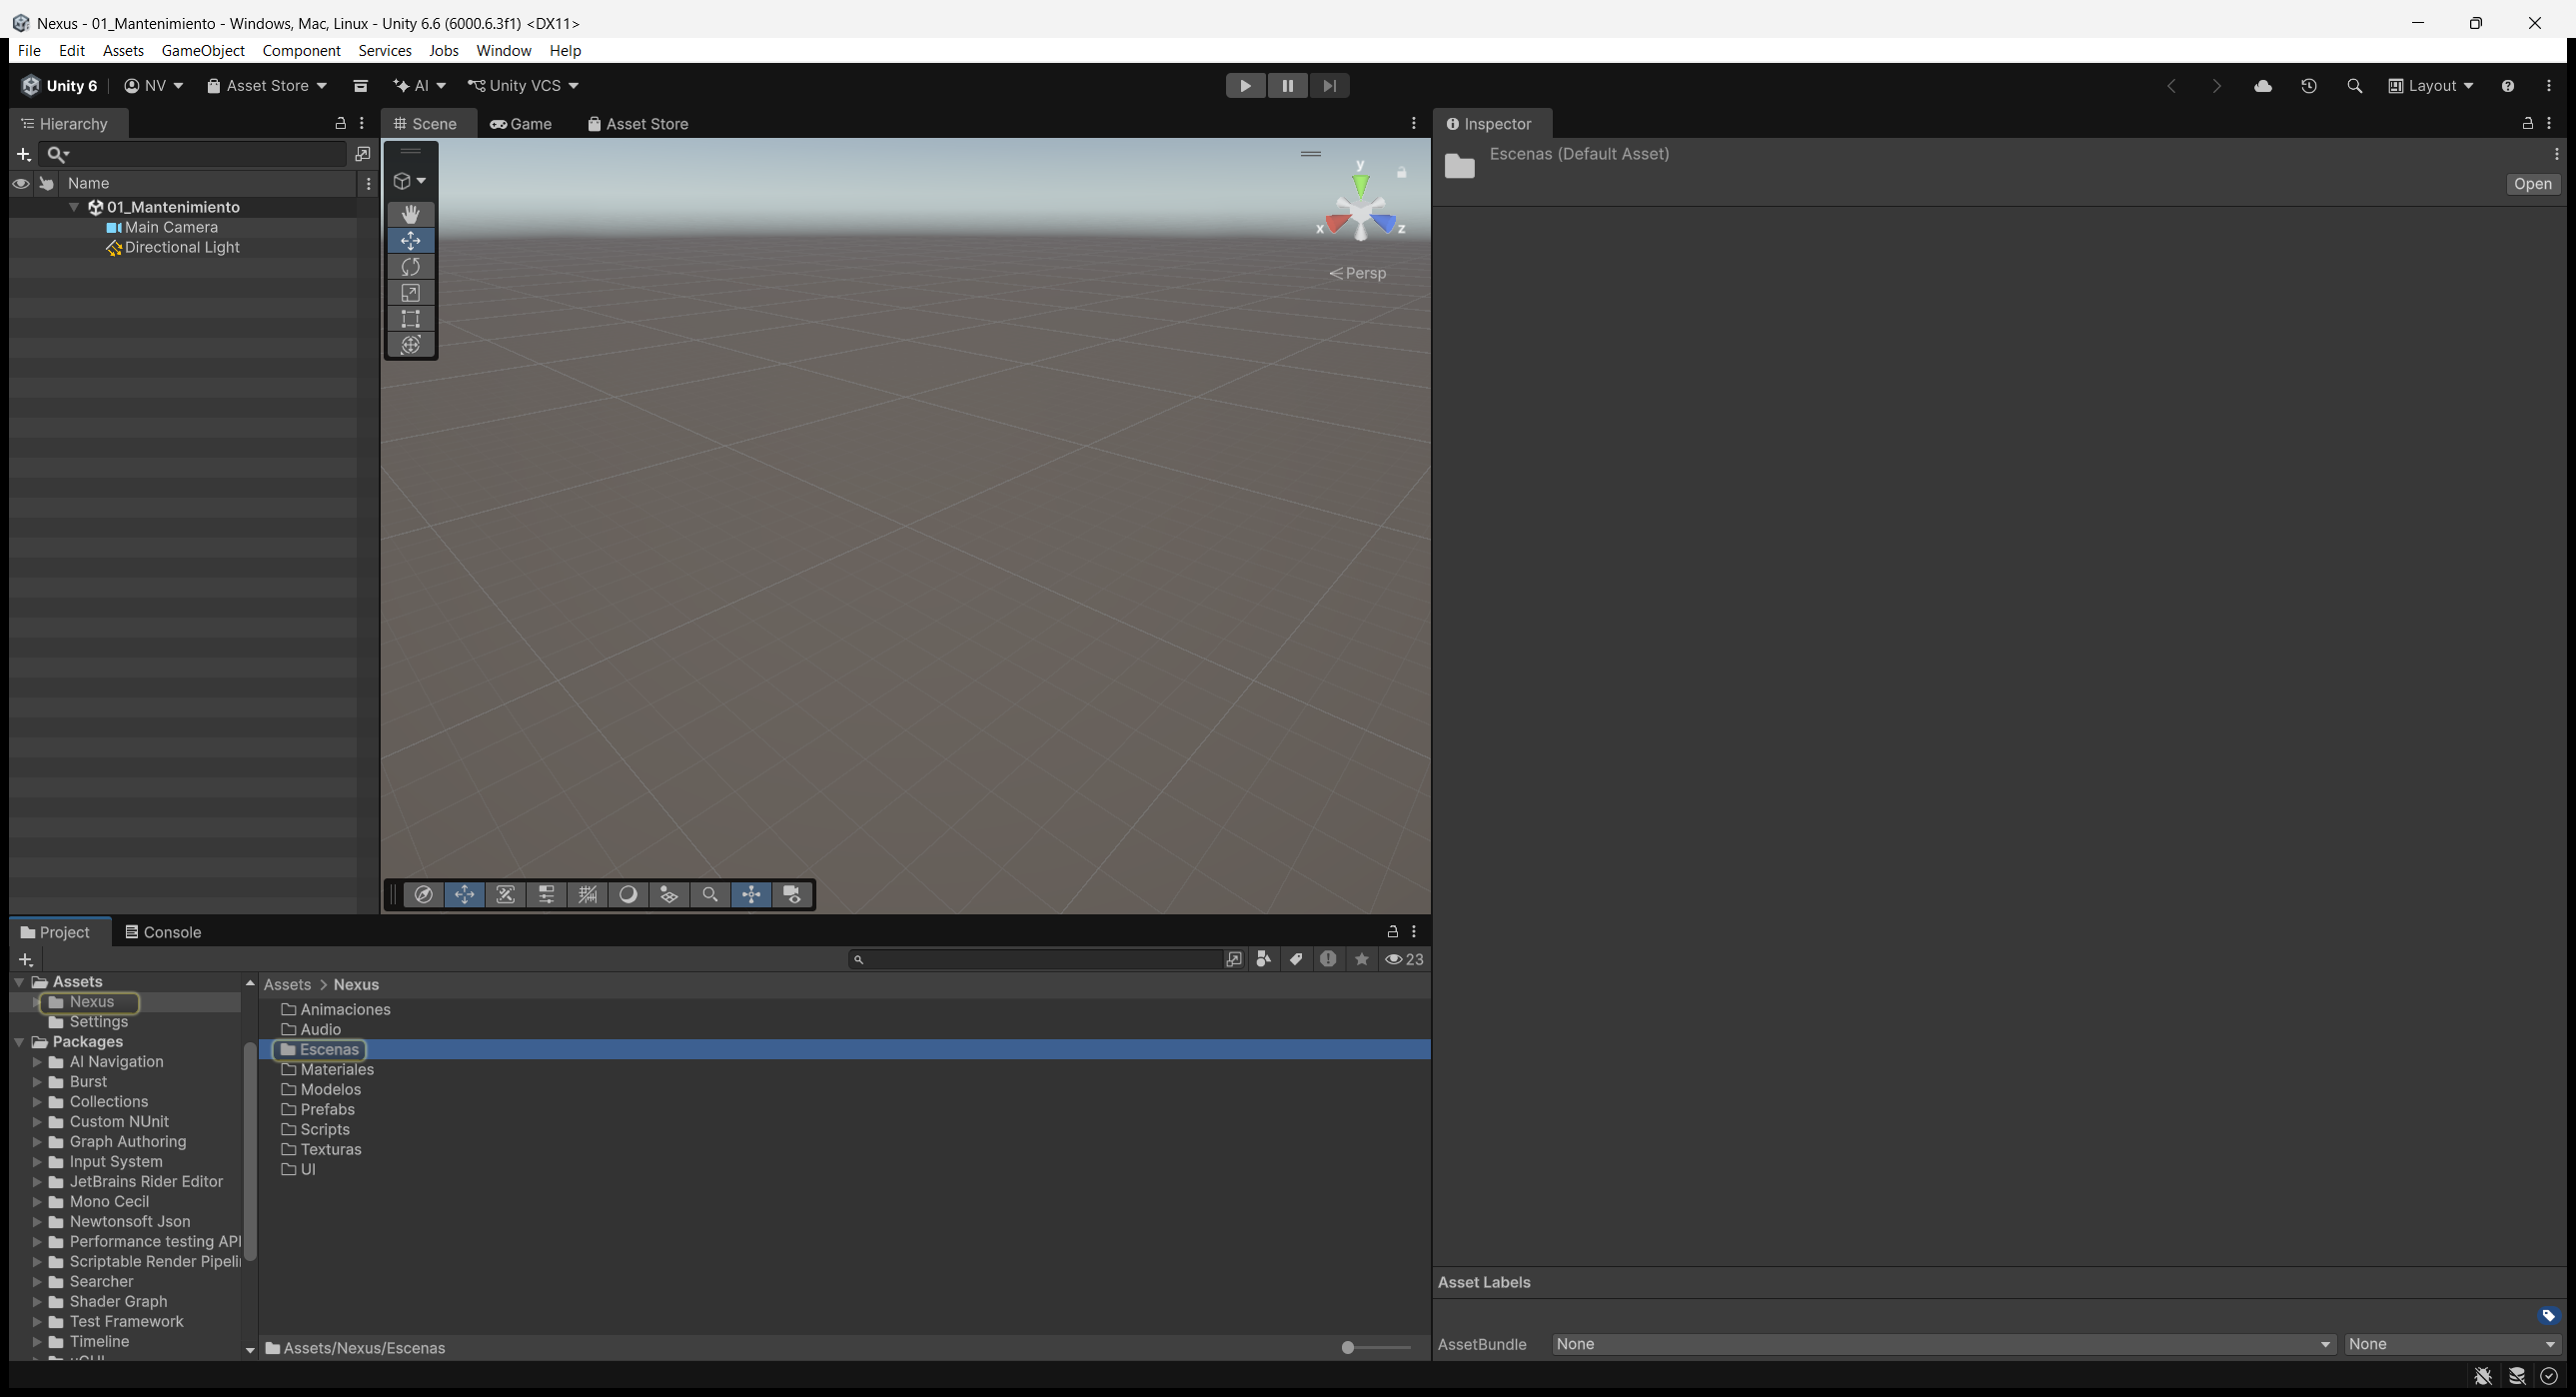 Nexus - 01_Mantenimiento - Windows, Mac, Linux - Unity 6.6 (6000.6.3f1) <DX11>
File Edit Assets GameObject Component Services Jobs Window Help
Unity 6 NV Asset Store AI Unity VCS Layout
Hierarchy
Name
01_Mantenimiento
Main Camera
Directional Light
Scene Game Asset Store
y
x z
Persp
Inspector
Escenas (Default Asset)
Open
Project Console
23
Assets
Nexus
Settings
Packages
AI Navigation
Burst
Collections
Custom NUnit
Graph Authoring
Input System
JetBrains Rider Editor
Mono Cecil
Newtonsoft Json
Performance testing API
Scriptable Render Pipeli
Searcher
Shader Graph
Test Framework
Timeline
Assets > Nexus
Animaciones
Audio
Escenas
Materiales
Modelos
Prefabs
Scripts
Texturas
UI
Assets/Nexus/Escenas
Asset Labels
AssetBundle None None